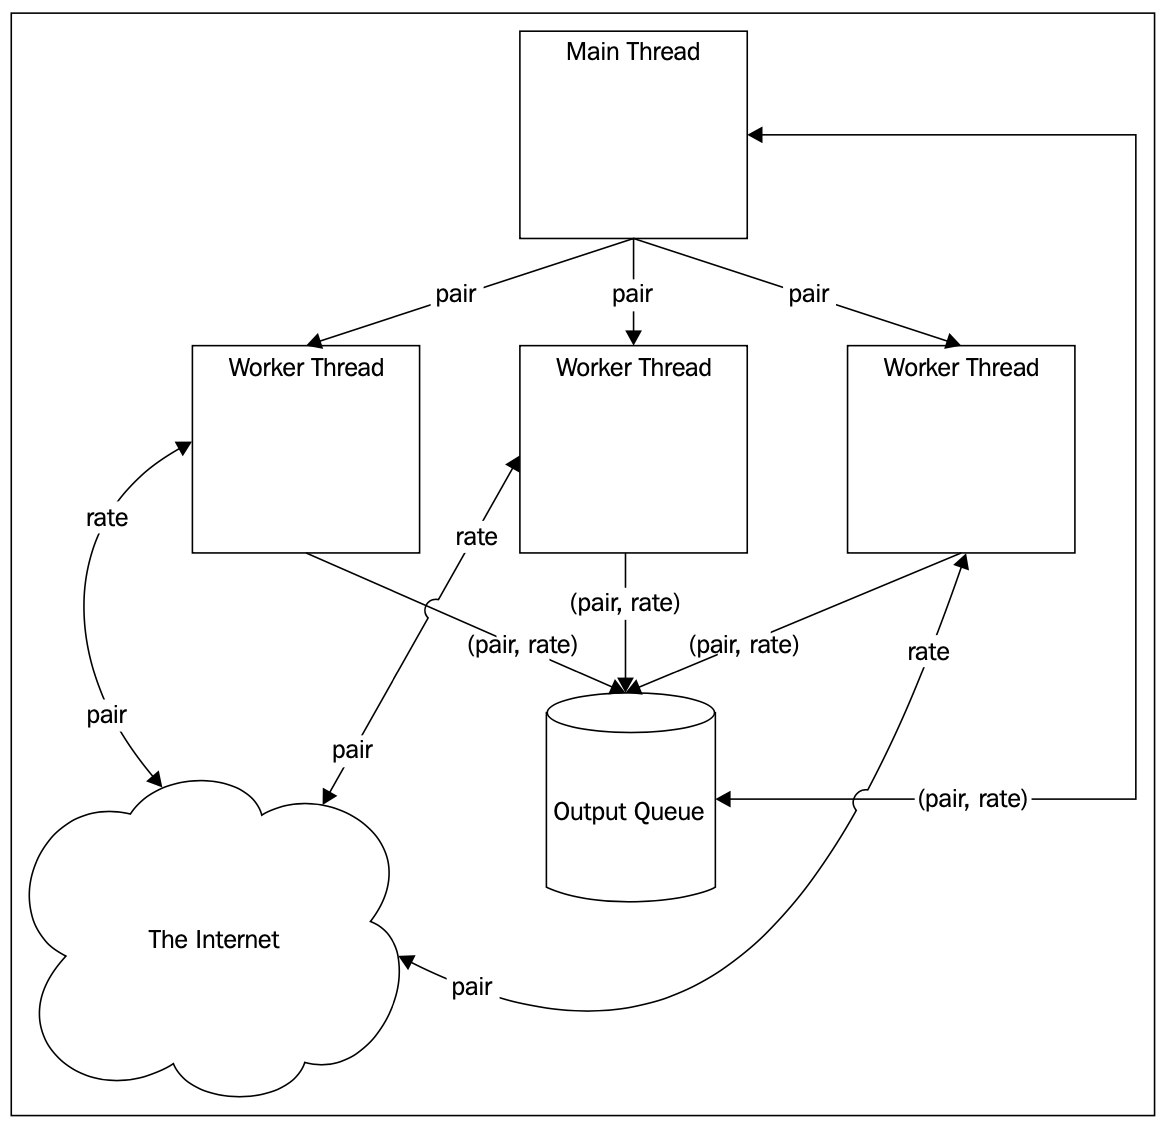 Main Thread
pair
pair
pair
Worker Thread
Worker Thread
Worker Thread
rate
rate
(pair, rate)
(pair, rate)
(pair, rate)
rate
pair
pair
(pair, rate)
Output Queue
The Internet
pair